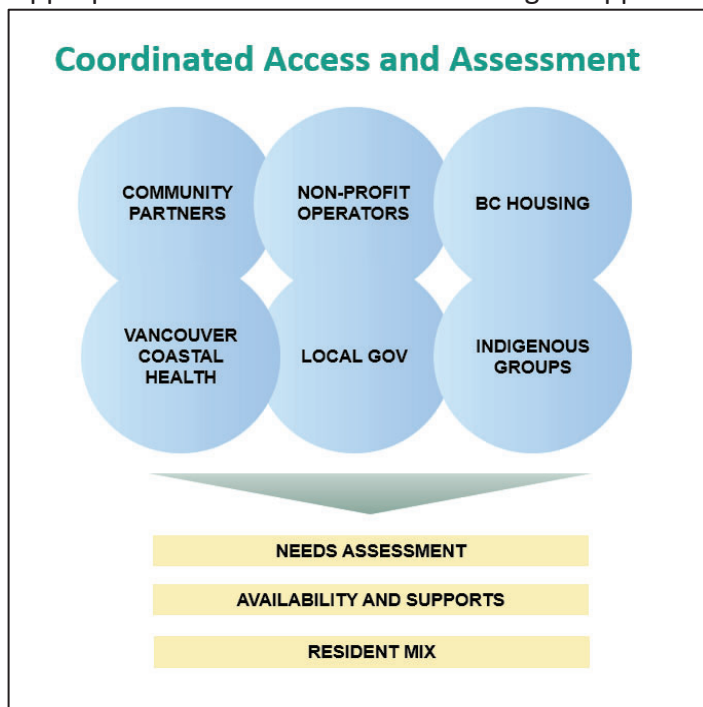 Coordinated Access and Assessment
COMMUNITY
PARTNERS
NON-PROFIT
OPERATORS
BC HOUSING
VANCOUVER
COASTAL
HEALTH
LOCAL GOV
INDIGENOUS
GROUPS
NEEDS ASSESSMENT
AVAILABILITY AND SUPPORTS
RESIDENT MIX